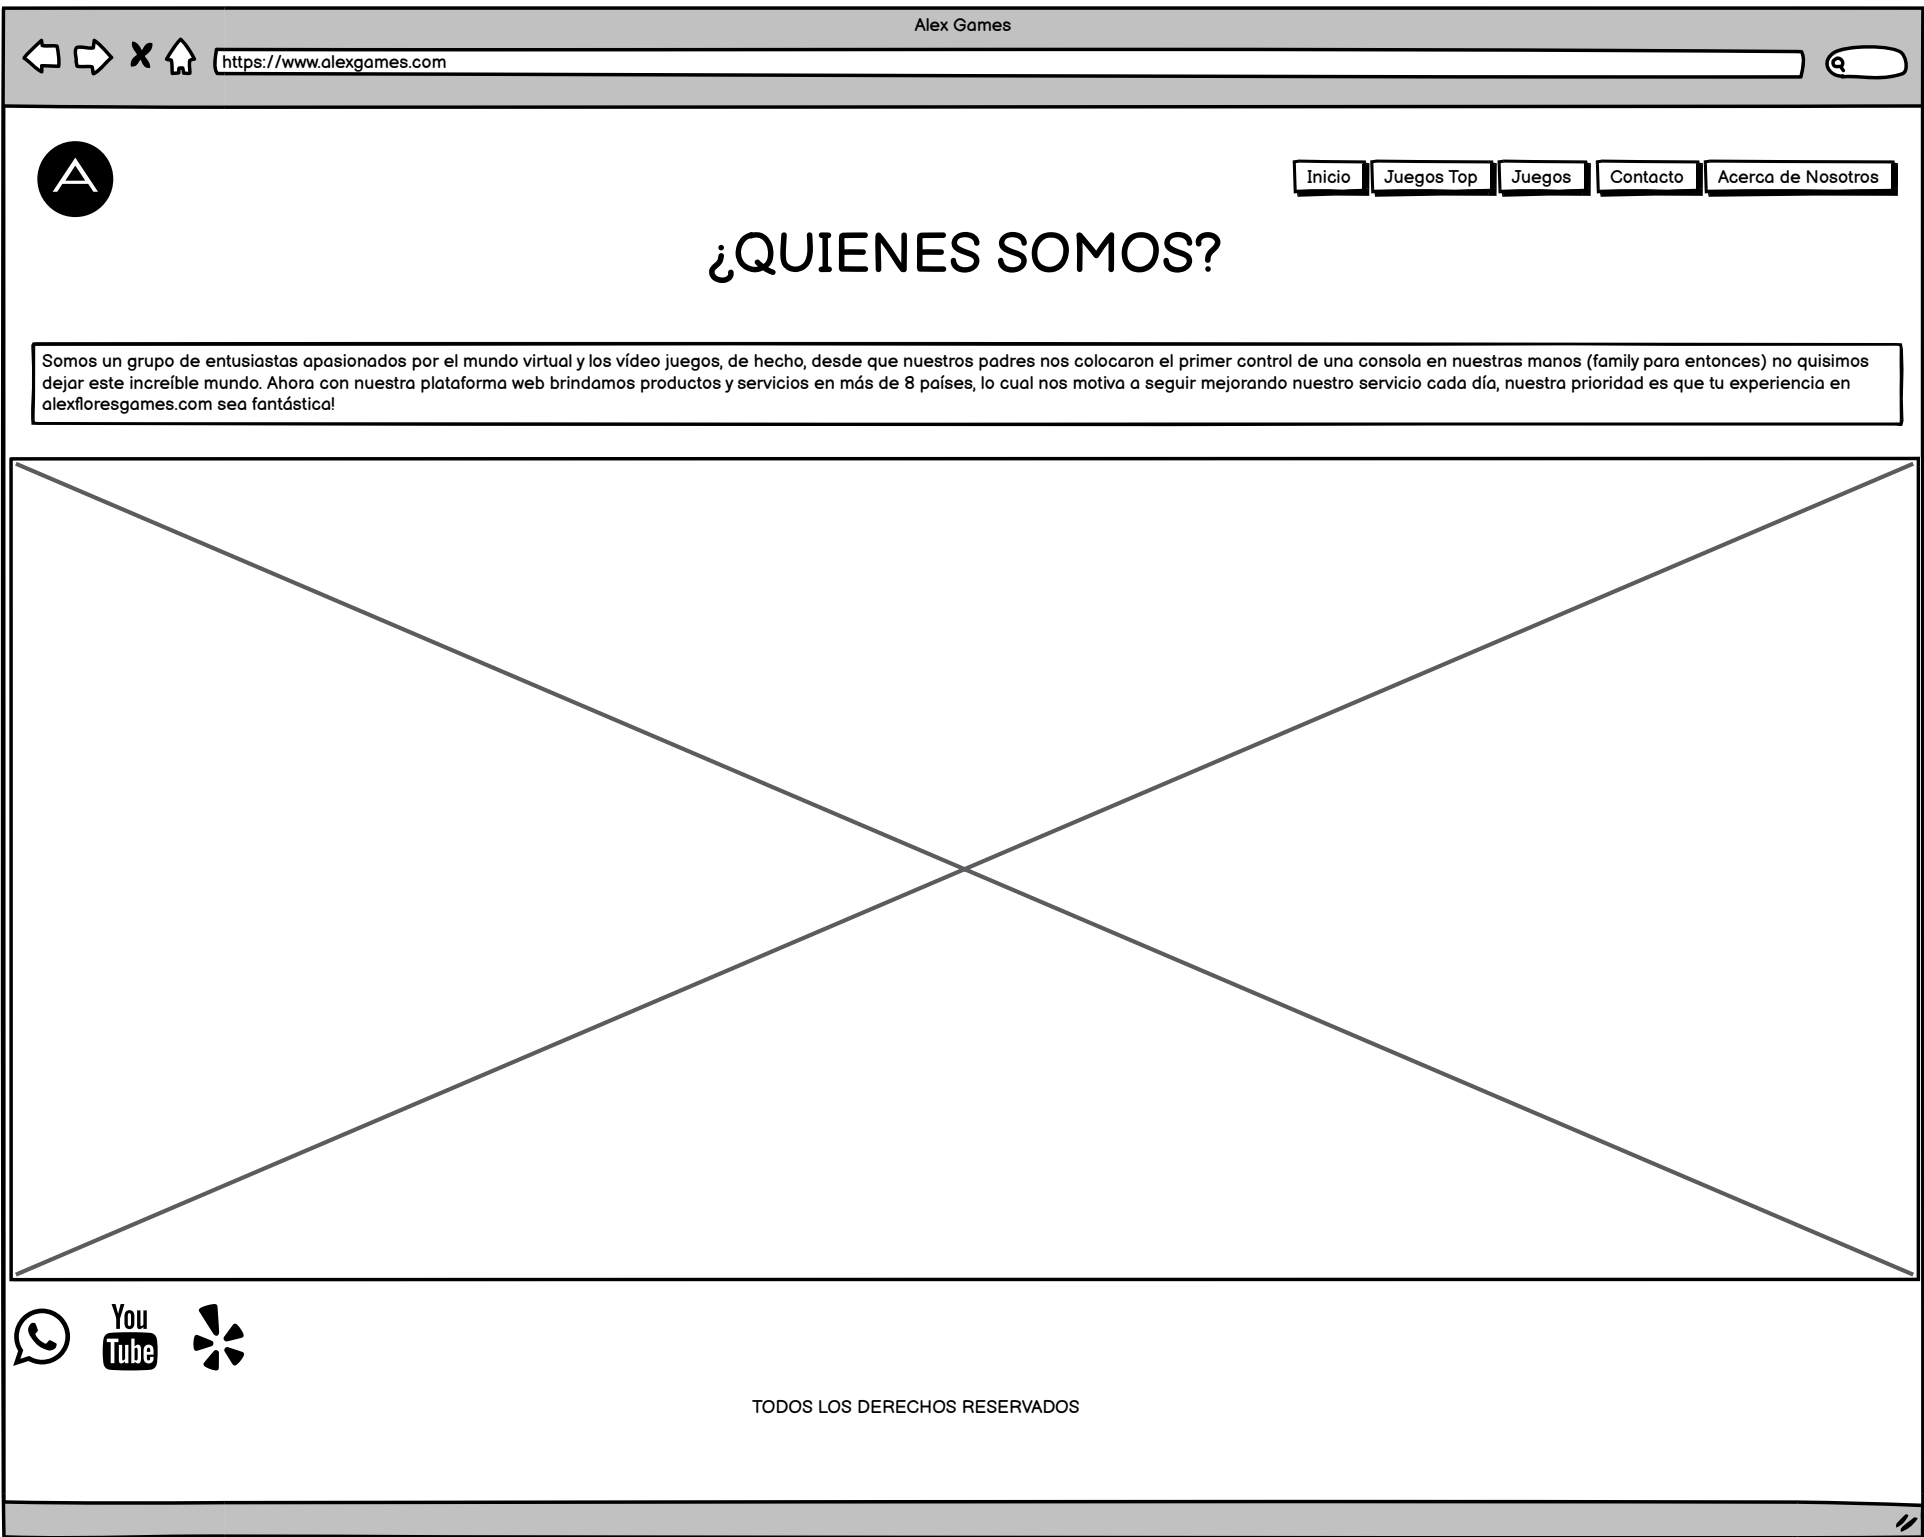 Alex Games
https://www.alexgames.com
A
Inicio
Juegos Top
Juegos
Contacto
Acerca de Nosotros
¿QUIENES SOMOS?
Somos un grupo de entusiastas apasionados por el mundo virtual y los vídeo juegos, de hecho, desde que nuestros padres nos colocaron el primer control de una consola en nuestras manos (family para entonces) no quisimos
dejar este increíble mundo. Ahora con nuestra plataforma web brindamos productos y servicios en más de 8 países, lo cual nos motiva a seguir mejorando nuestro servicio cada día, nuestra prioridad es que tu experiencia en
alexfloresgames.com sea fantástica!
You
Tube
TODOS LOS DERECHOS RESERVADOS